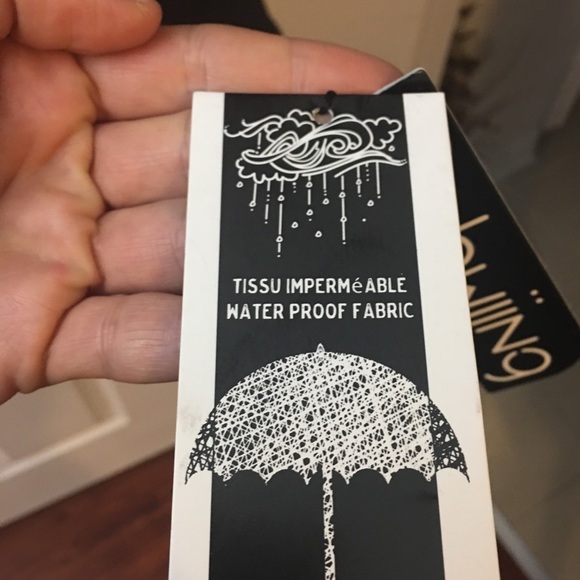 TISSU IMPERMéABLE
WATER PROOF FABRIC